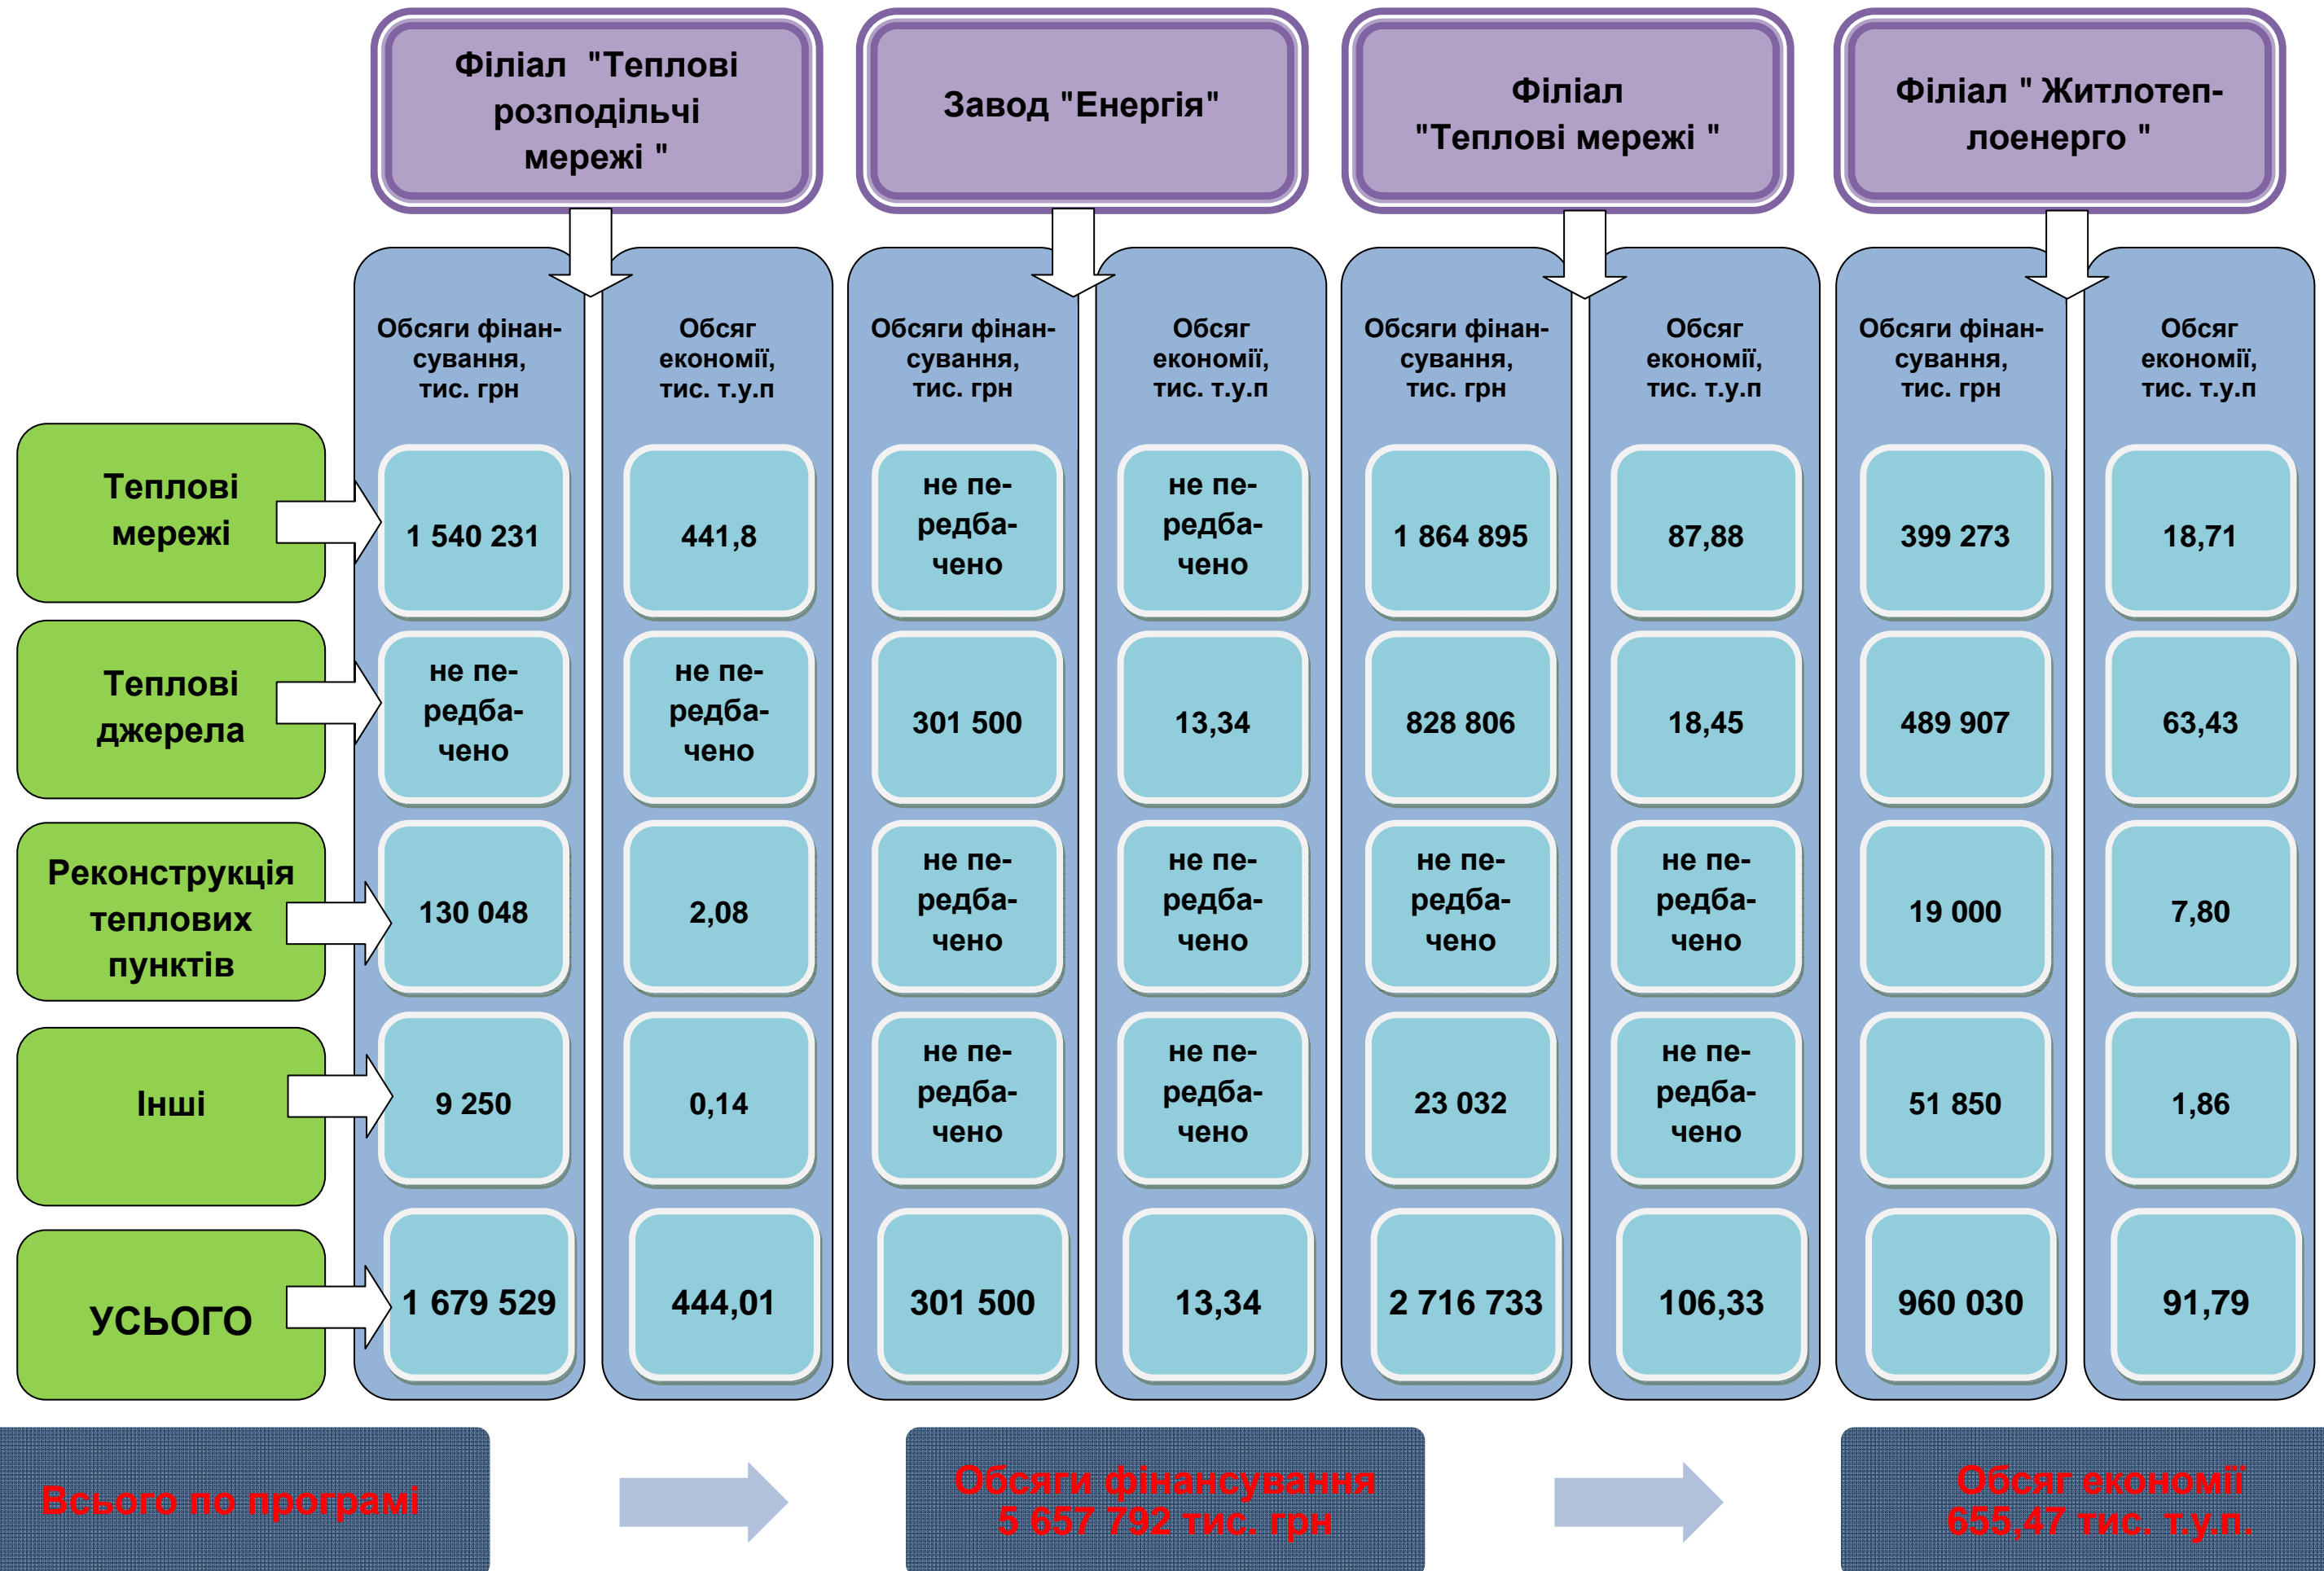 Філіал "Теплові
розподільчі
мережі "
Завод "Енергія"
Філіал
"Теплові мережі "
Філіал " Житлотеп-
лоенерго "
Обсяги фінан-
сування,
тис. грн
Обсяг
економії,
тис. т.у.п
Обсяги фінан-
сування,
тис. грн
Обсяг
економії,
тис. т.у.п
Обсяги фінан-
сування,
тис. грн
Обсяг
економії,
тис. т.у.п
Обсяги фінан-
сування,
тис. грн
Обсяг
економії,
тис. т.у.п
Теплові
мережі
1 540 231
441,8
не пе-
редба-
чено
не пе-
редба-
чено
1 864 895
87,88
399 273
18,71
Теплові
джерела
не пе-
редба-
чено
не пе-
редба-
чено
301 500
13,34
828 806
18,45
489 907
63,43
Реконструкція
теплових
пунктів
130 048
2,08
не пе-
редба-
чено
не пе-
редба-
чено
не пе-
редба-
чено
не пе-
редба-
чено
19 000
7,80
Інші
9 250
0,14
не пе-
редба-
чено
не пе-
редба-
чено
23 032
не пе-
редба-
чено
51 850
1,86
УСЬОГО
1 679 529
444,01
301 500
13,34
2 716 733
106,33
960 030
91,79
Всього по програмі
Обсяги фінансування
5 657 792 тис. грн
Обсяг економії
655,47 тис. т.у.п.